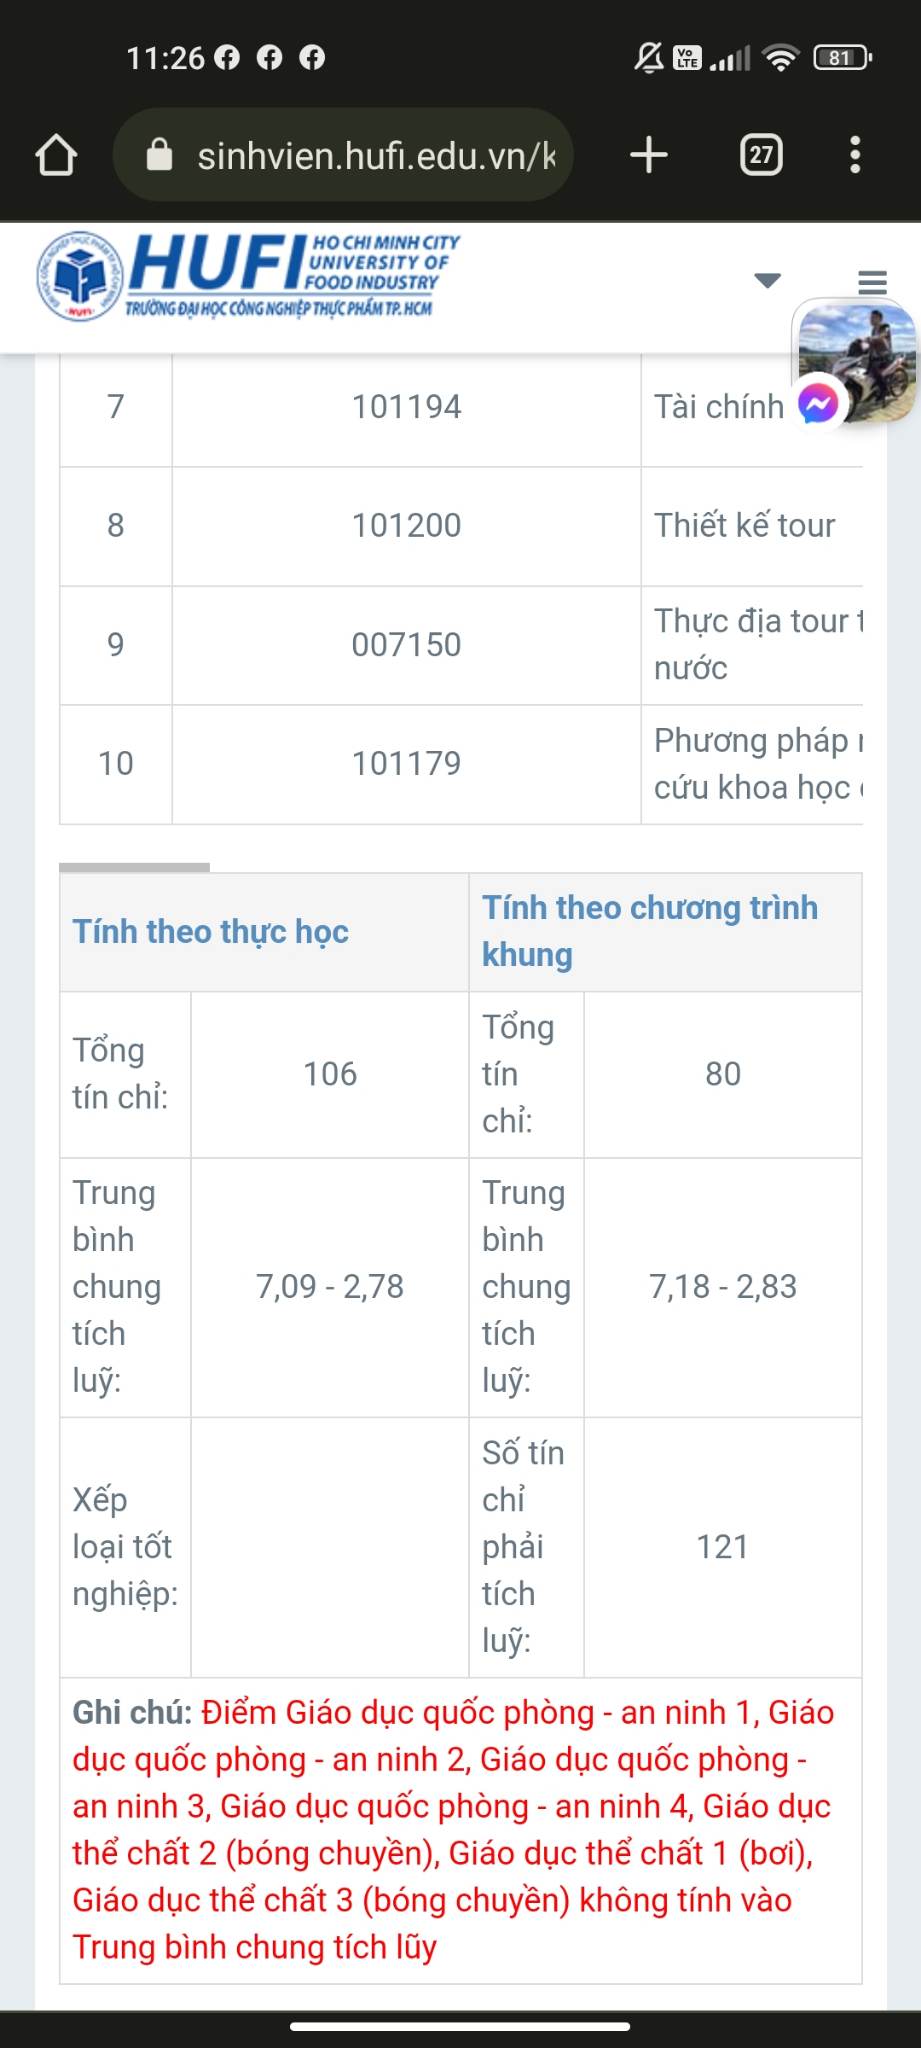 11:26
Vo LTE
81
sinhvien.hufi.edu.vn/k
27
HUFI
HO CHI MINH CITY
UNIVERSITY OF
FOOD INDUSTRY
TRƯỜNG ĐẠI HỌC CÔNG NGHIỆP THỰC PHẨM TP. HCM
7 101194 Tài chính
8 101200 Thiết kế tour
9 007150 Thực địa tour
nước
10 101179 Phương pháp
cứu khoa học
Tính theo thực học
Tính theo chương trình
khung
Tổng
tín chỉ:
106
Tổng
tín
chỉ:
80
Trung
bình
chung
tích
luỹ:
7,09 - 2,78
Trung
bình
chung
tích
luỹ:
7,18 - 2,83
Xếp
loại tốt
nghiệp:
Số tín
chỉ
phải
tích
luỹ:
121
Ghi chú: Điểm Giáo dục quốc phòng - an ninh 1, Giáo
dục quốc phòng - an ninh 2, Giáo dục quốc phòng -
an ninh 3, Giáo dục quốc phòng - an ninh 4, Giáo dục
thể chất 2 (bóng chuyền), Giáo dục thể chất 1 (bơi),
Giáo dục thể chất 3 (bóng chuyền) không tính vào
Trung bình chung tích lũy